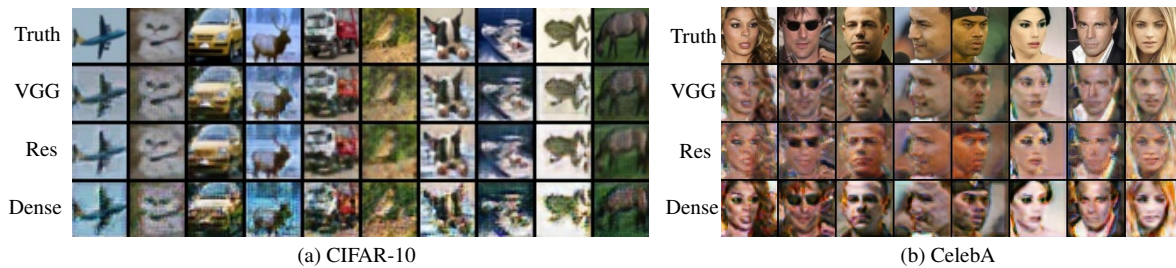 Truth
VGG
Res
Dense
(a) CIFAR-10
Truth
VGG
Res
Dense
(b) CelebA